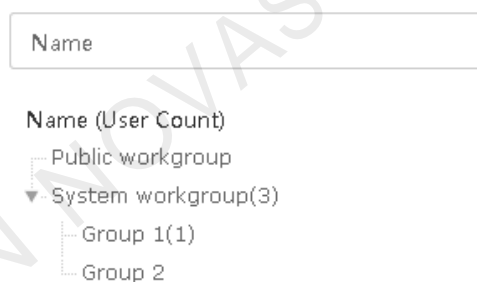 Name
Name (User Count)
Public workgroup
System workgroup(3)
Group 1(1)
Group 2